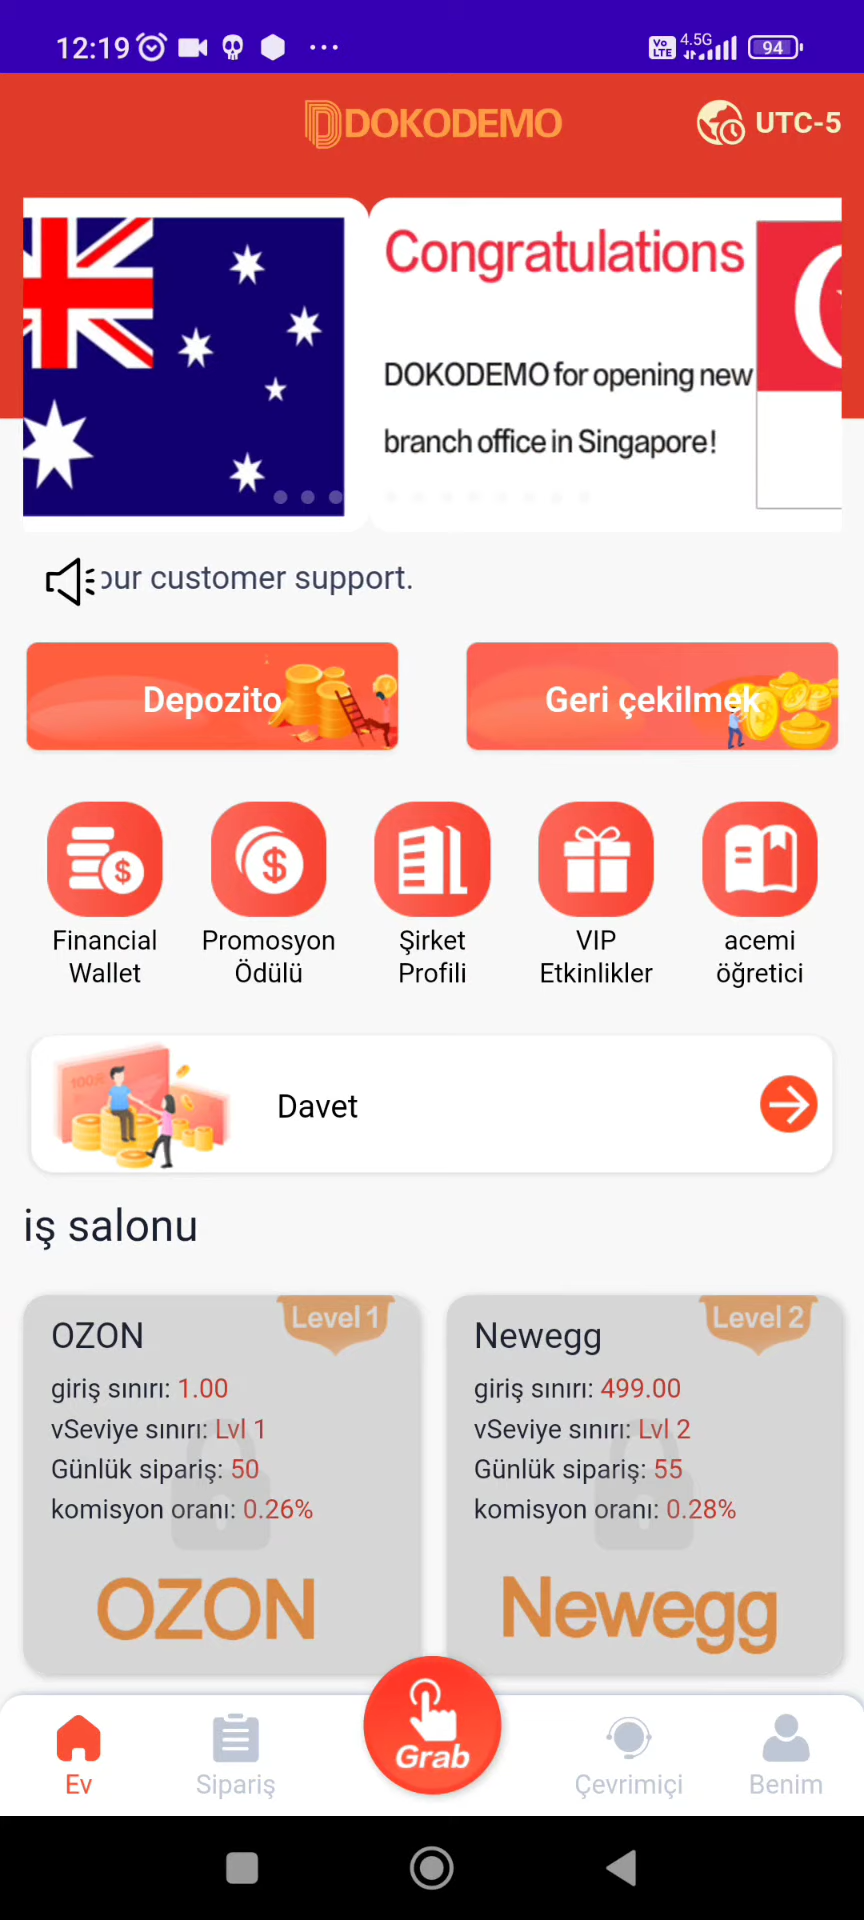 12:19
4.5G
Vo
LTE
94
DOKODEMO
UTC-5
Congratulations
DOKODEMO for opening new
branch office in Singapore!
our customer support.
Depozito
Geri çekilmek
Financial
Wallet
Promosyon
Ödülü
Şirket
Profili
VIP
Etkinlikler
acemi
öğretici
Davet
iş salonu
OZON
Level 1
giriş sınırı: 1.00
vSeviye sınırı: Lvl 1
Günlük sipariş: 50
komisyon oranı: 0.26%
OZON
Newegg
Level 2
giriş sınırı: 499.00
vSeviye sınırı: Lvl 2
Günlük sipariş: 55
komisyon oranı: 0.28%
Newegg
Ev
Sipariş
Grab
Çevrimiçi
Benim